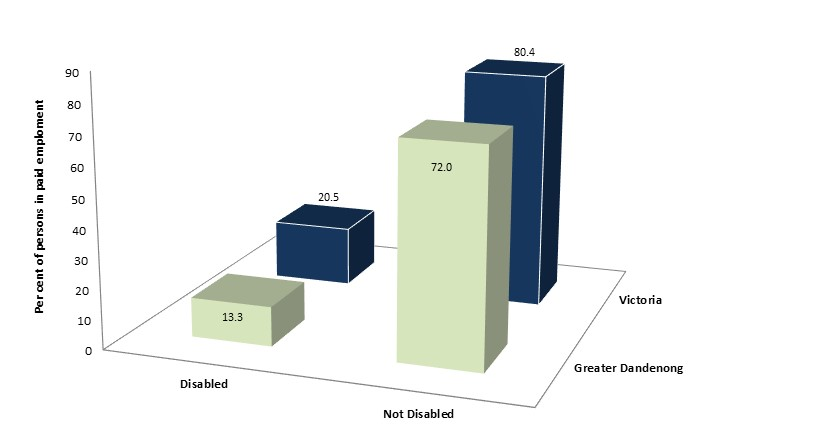 80.4
90
80
70
72.0
60
50
20.5
40
30
20
13.3
10
0
Per cent of persons in paid emploment
Victoria
Greater Dandenong
Disabled
Not Disabled